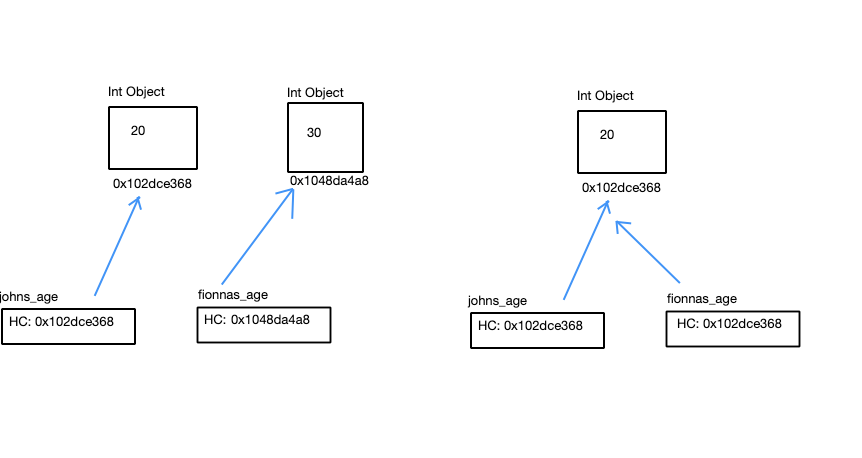 Int Object
20
0x102dce368
Int Object
30
0x1048da4a8
johns_age
HC: 0x102dce368
fionnas_age
HC: 0x1048da4a8
Int Object
20
0x102dce368
johns_age
HC: 0x102dce368
fionnas_age
HC: 0x102dce368